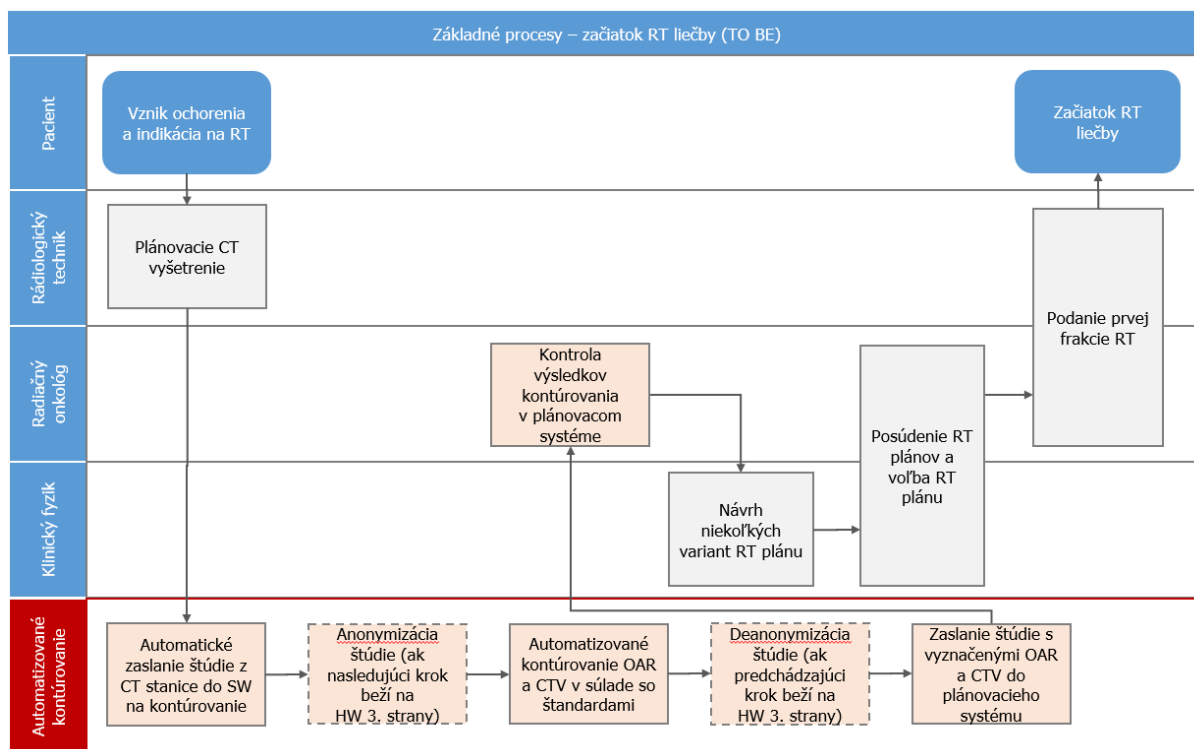 Základné procesy – začiatok RT liečby (TO BE)
Pacient
Vznik ochorenia
a indikácia na RT
Začiatok RT
liečby
Rádiologický
technik
Plánovacie CT
vyšetrenie
Podanie prvej
frakcie RT
Radiačný
onkológ
Kontrola
výsledkov
kontúrovania
v plánovacom
systéme
Posúdenie RT
plánov a
voľba RT
plánu
Klinický fyzik
Návrh
niekoľkých
variant RT plánu
Automatizované
kontúrovanie
Automatické
zaslanie štúdie z
CT stanice do SW
na kontúrovanie
Anonymizácia
štúdie (ak
nasledujúci krok
beží na
HW 3. strany)
Automatizované
kontúrovanie OAR
a CTV v súlade so
štandardami
Deanonymizácia
štúdie (ak
predchádzajúci
krok beží na
HW 3. strany)
Zaslanie štúdie s
vyznačenými OAR
a CTV do
plánovacieho
systému